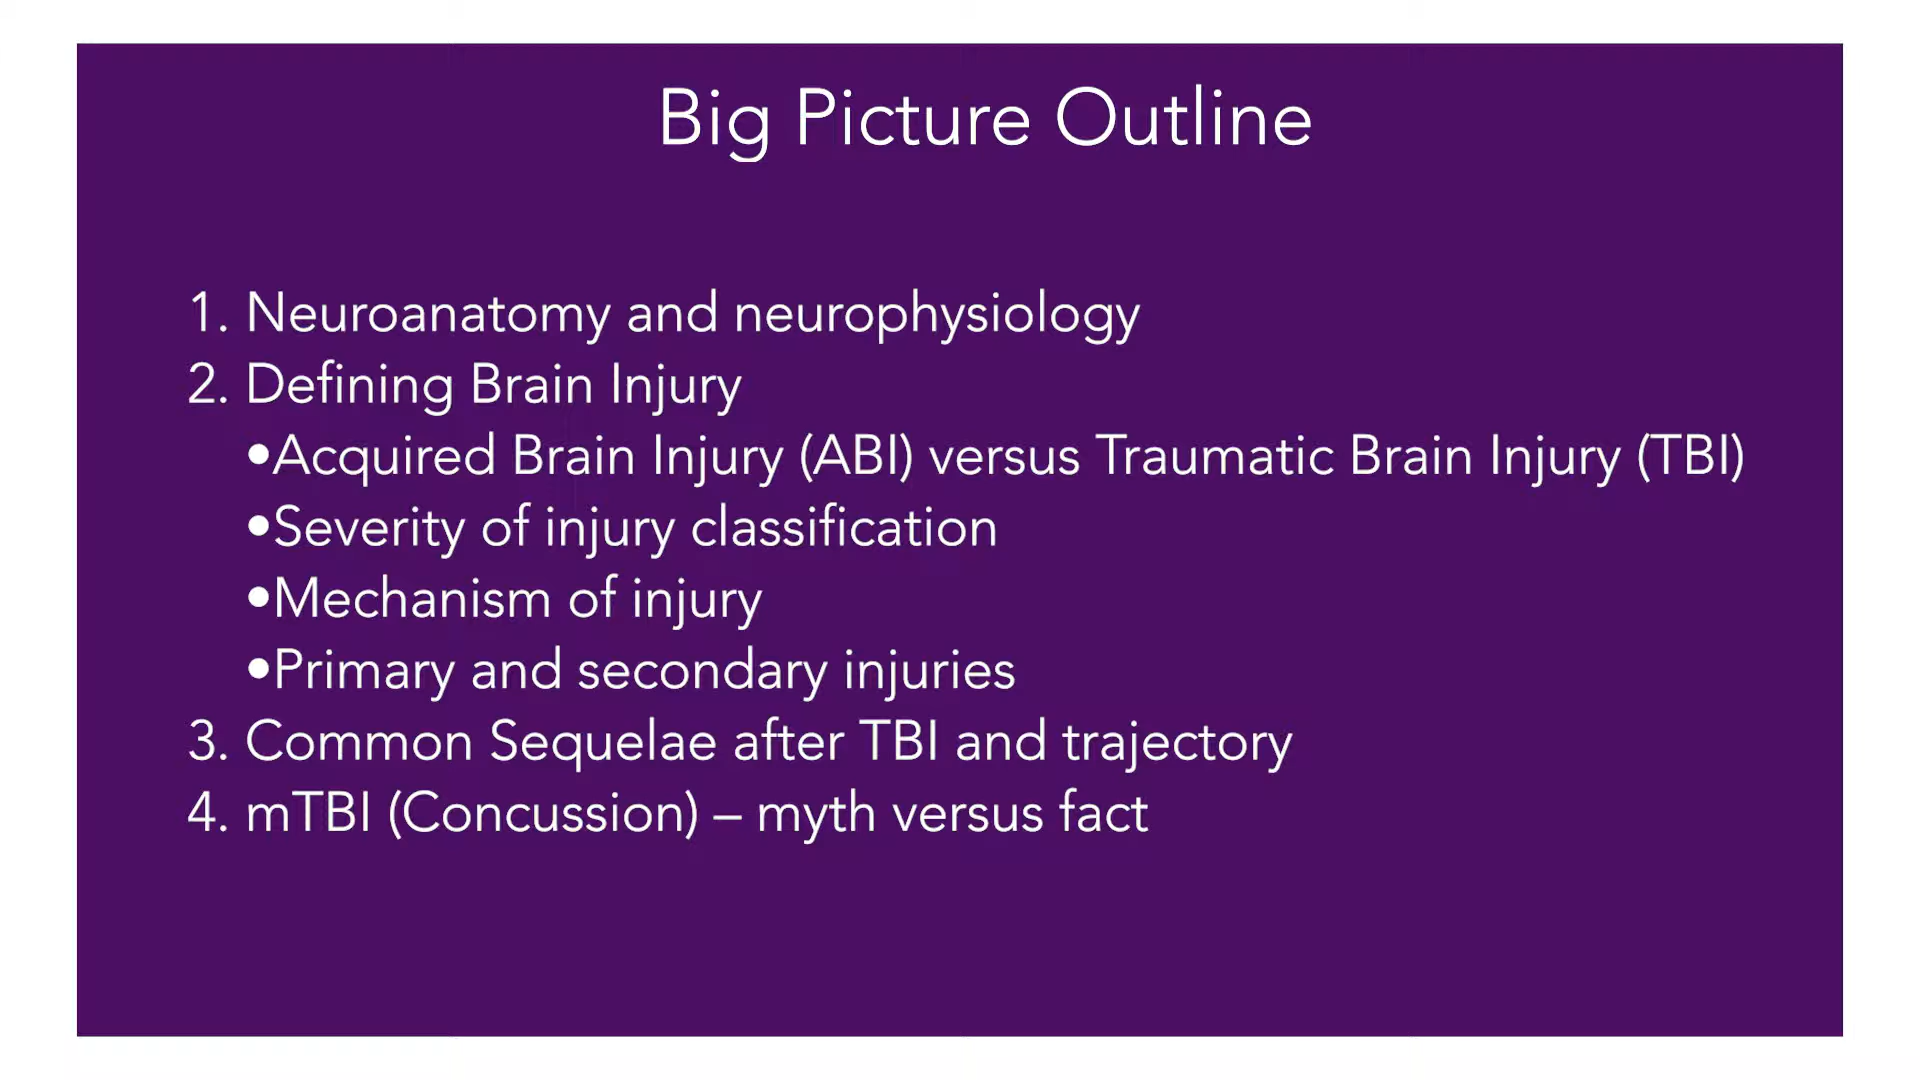 Big Picture Outline
1. Neuroanatomy and neurophysiology
2. Defining Brain Injury
•Acquired Brain Injury (ABI) versus Traumatic Brain Injury (TBI)
•Severity of injury classification
•Mechanism of injury
•Primary and secondary injuries
3. Common Sequelae after TBI and trajectory
4. mTBI (Concussion) – myth versus fact